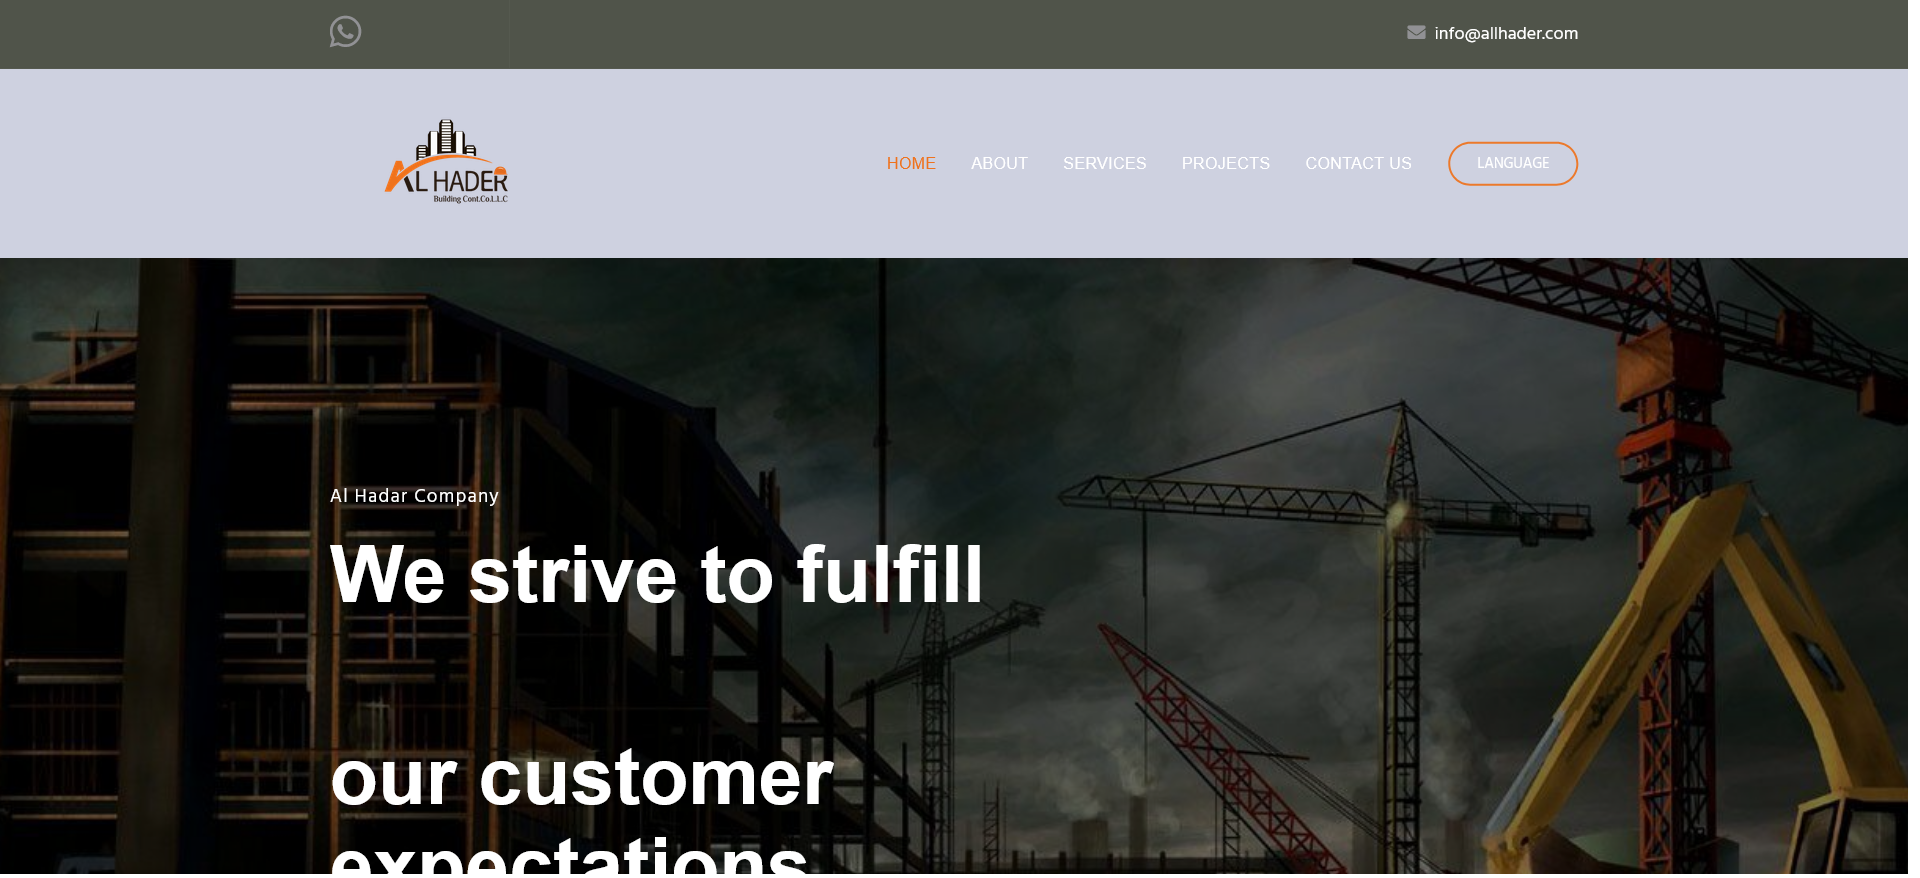 info@allhader.com
AL HADER
Building Cont.Co.L.L.C
HOME ABOUT SERVICES PROJECTS CONTACT US LANGUAGE
Al Hadar Company
We strive to fulfill
our customer
expectations